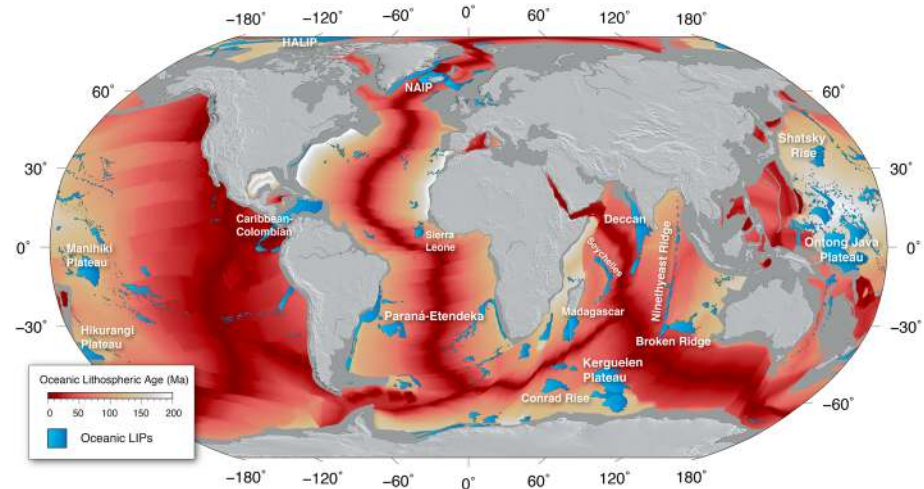 −180˚ −120˚ −60˚ 0˚ 60˚ 120˚ 180˚
HALIP
NAIP
60˚
60˚
Shatsky
Rise
30˚
30˚
Caribbean-
Colombian
Deccan
Sierra
Leone
0˚
0˚
Manihiki
Plateau
Seychelles
Ninethyeast Ridge
Ontong Java
Plateau
Paraná-Etendeka
Madagascar
−30˚
−30˚
Hikurangi
Plateau
Broken Ridge
Kerguelen
Plateau
Conrad Rise
−60˚
Oceanic Lithospheric Age (Ma)
0 50 100 150 200
Oceanic LIPs
−180˚ −120˚ −60˚ 0˚ 60˚ 120˚ 180˚